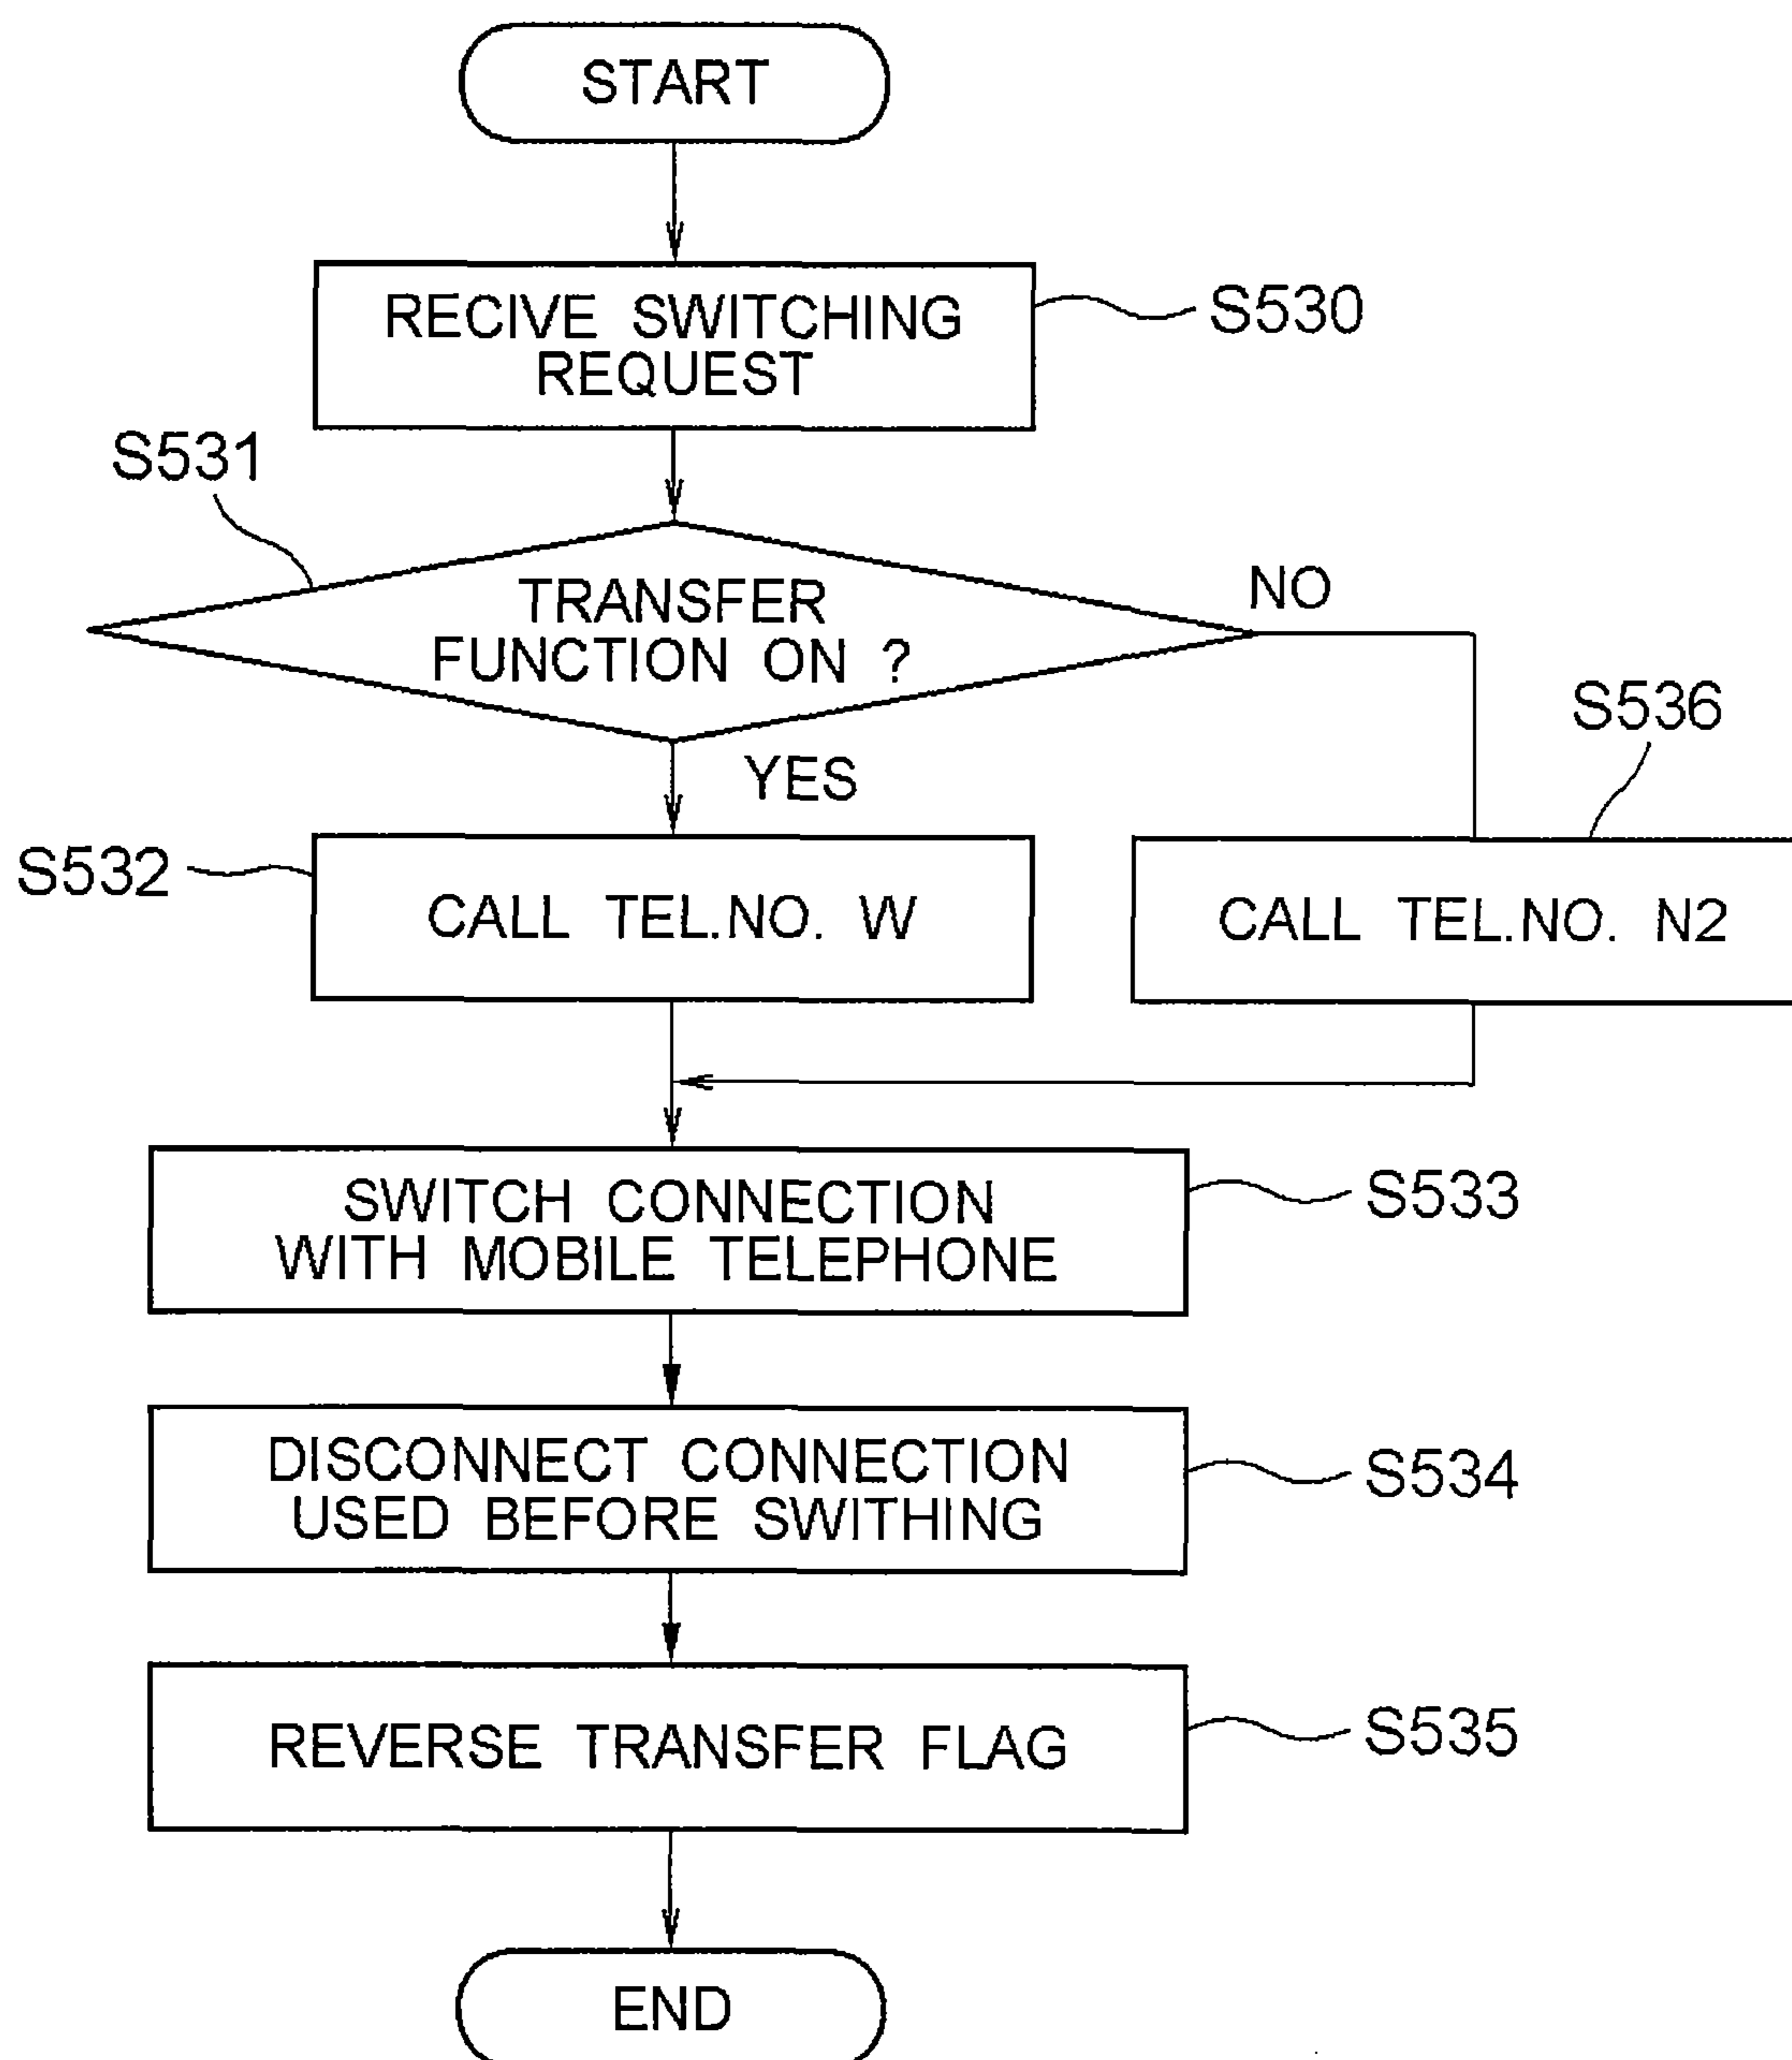 START
RECIVE SWITCHING
REQUEST
S530
S531
TRANSFER
FUNCTION ON ?
NO
YES
S536
S532
CALL TEL.NO. W
CALL TEL.NO. N2
SWITCH CONNECTION
WITH MOBILE TELEPHONE
S533
DISCONNECT CONNECTION
USED BEFORE SWITHING
S534
REVERSE TRANSFER FLAG
S535
END